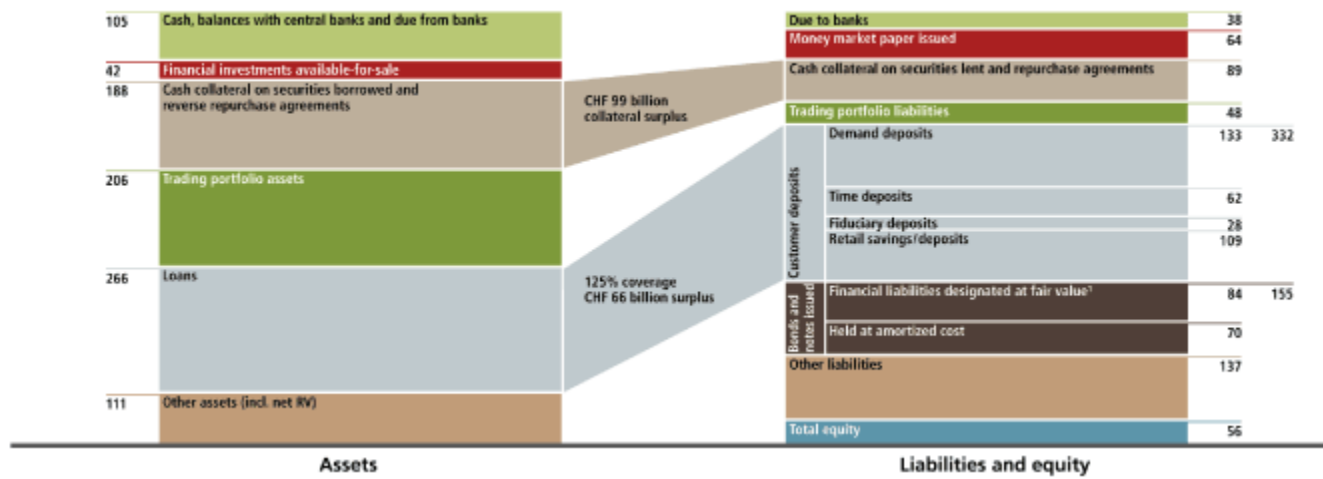 105 Cash, balances with central banks and due from banks
42 Financial investments available-for-sale
188 Cash collateral on securities borrowed and
reverse repurchase agreements
206 Trading portfolio assets
266 Loans
111 Other assets (incl. net RV)
Assets
CHF 99 billion
collateral surplus
125% coverage
CHF 66 billion surplus
Due to banks 38
Money market paper issued 64
Cash collateral on securities lent and repurchase agreements 89
Trading portfolio liabilities 48
Customer deposits
Demand deposits 133 332
Time deposits 62
Fiduciary deposits 28
Retail savings/deposits 109
Bonds and
notes issued
Financial liabilities designated at fair value¹ 84 155
Held at amortized cost 70
Other liabilities 137
Total equity 56
Liabilities and equity